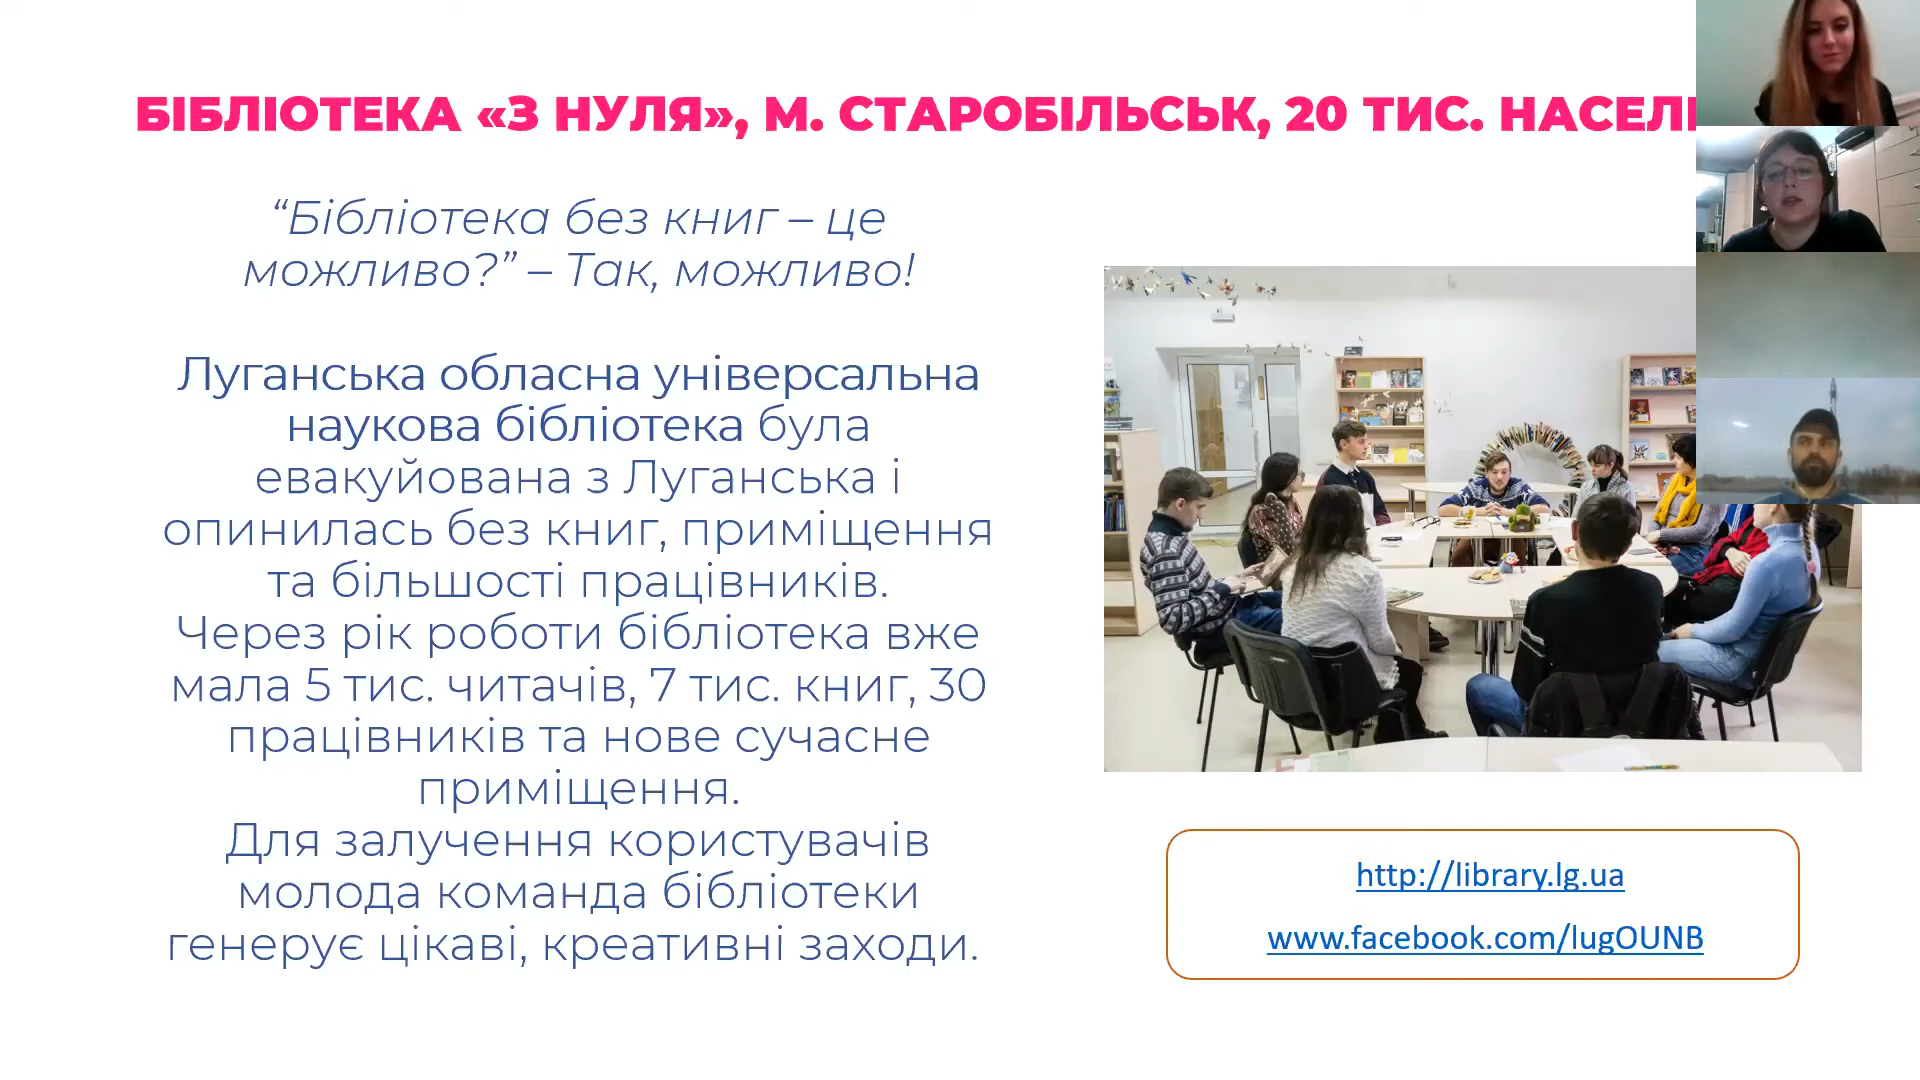 БІБЛІОТЕКА «З НУЛЯ», М. СТАРОБІЛЬСЬК, 20 ТИС.
“Бібліотека без книг – це
можливо?” – Так, можливо!
Луганська обласна універсальна
наукова бібліотека була
евакуйована з Луганська і
опинилась без книг, приміщення
та більшості працівників.
Через рік роботи бібліотека вже
мала 5 тис. читачів, 7 тис. книг, 30
працівників та нове сучасне
приміщення.
Для залучення користувачів
молода команда бібліотеки
генерує цікаві, креативні заходи.
http://library.lg.ua
www.facebook.com/lugOUNB